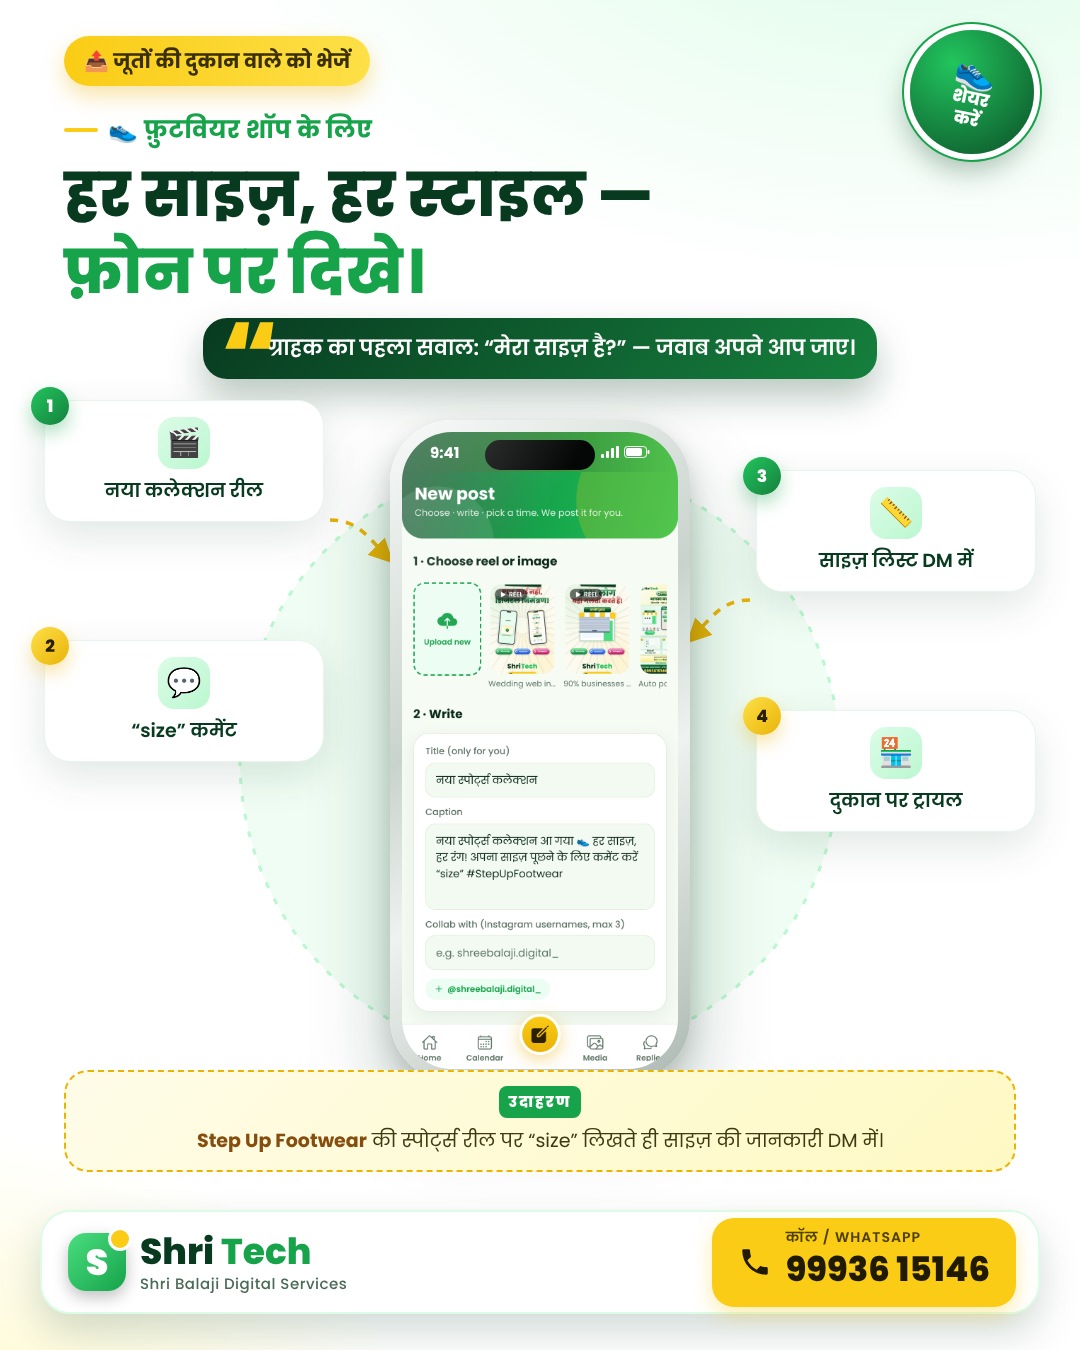 📤 जूतों की दुकान वाले को भेजें
👟 शेयर
करें
👟 फ़ुटवियर शॉप के लिए
हर साइज़, हर स्टाइल —
फ़ोन पर दिखे।
ग्राहक का पहला सवाल: “मेरा साइज़ है?” — जवाब अपने आप जाए।
1
नया कलेक्शन रील
2
“size” कमेंट
3
साइज़ लिस्ट DM में
4
24
दुकान पर ट्रायल
9:41
New post
Choose · write · pick a time. We post it for you.
1 · Choose reel or image
Upload new
REEL
REEL
ShriTech
ShriTech
Wedding web in...
90% businesses ...
Auto po
2 · Write
Title (only for you)
नया स्पोर्ट्स कलेक्शन
Caption
नया स्पोर्ट्स कलेक्शन आ गया 👟 हर साइज़,
हर रंग! अपना साइज़ पूछने के लिए कमेंट करें
“size” #StepUpFootwear
Collab with (Instagram usernames, max 3)
e.g. shreebalaji.digital_
+ @shreebalaji.digital_
Home
Calendar
Media
Replie
उदाहरण
Step Up Footwear की स्पोर्ट्स रील पर “size” लिखते ही साइज़ की जानकारी DM में।
S
Shri Tech
Shri Balaji Digital Services
कॉल / WHATSAPP
99936 15146